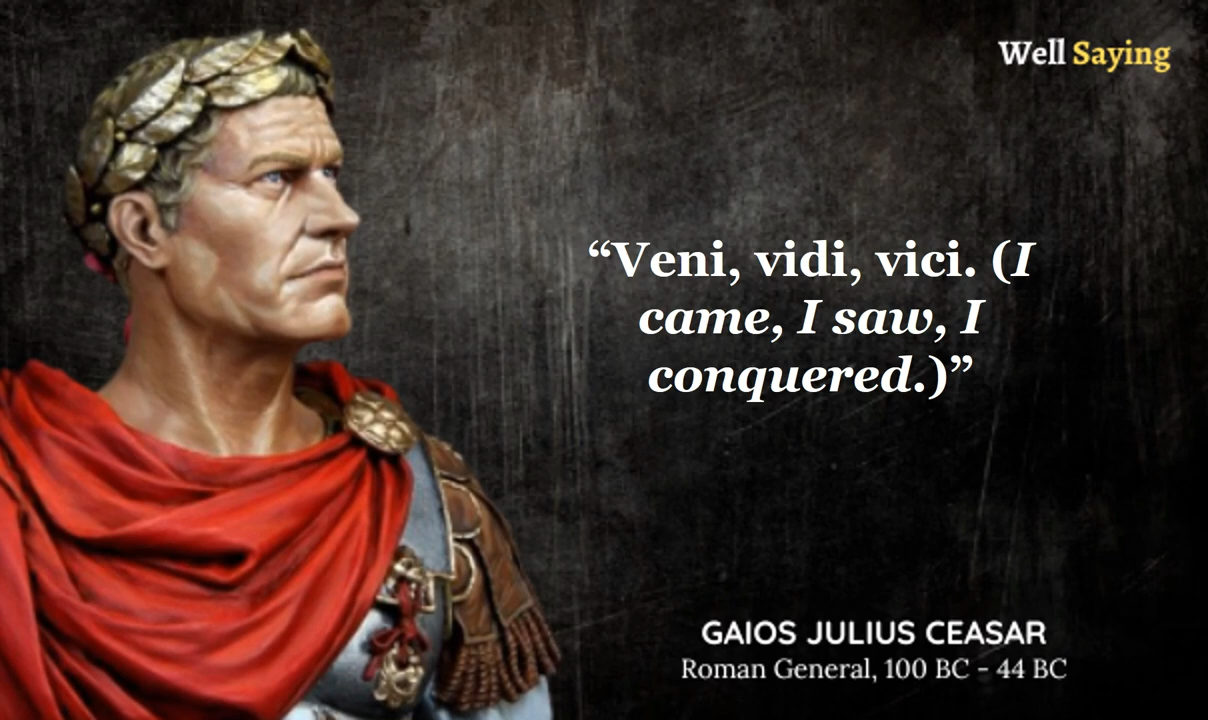 Well Saying
“Veni, vidi, vici. (I
came, I saw, I
conquered.)”
GAIOS JULIUS CEASAR
Roman General, 100 BC - 44 BC